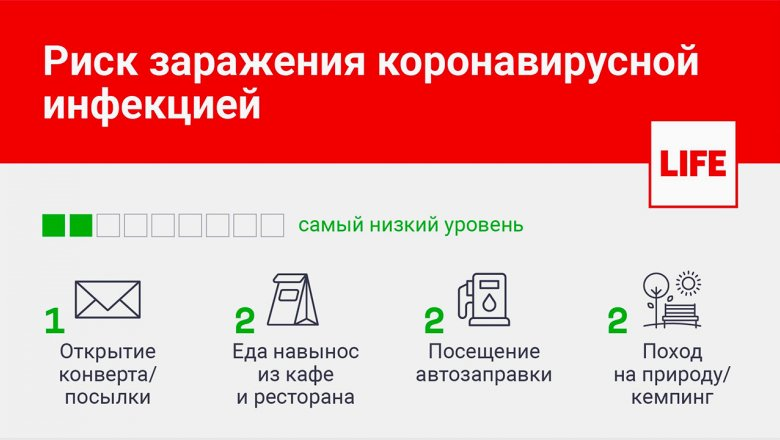 Риск заражения коронавирусной
инфекцией
LIFE
самый низкий уровень
1
Открытие
конверта/
посылки
2
Еда навынос
из кафе
и ресторана
2
Посещение
автозаправки
2
Поход
на природу/
кемпинг